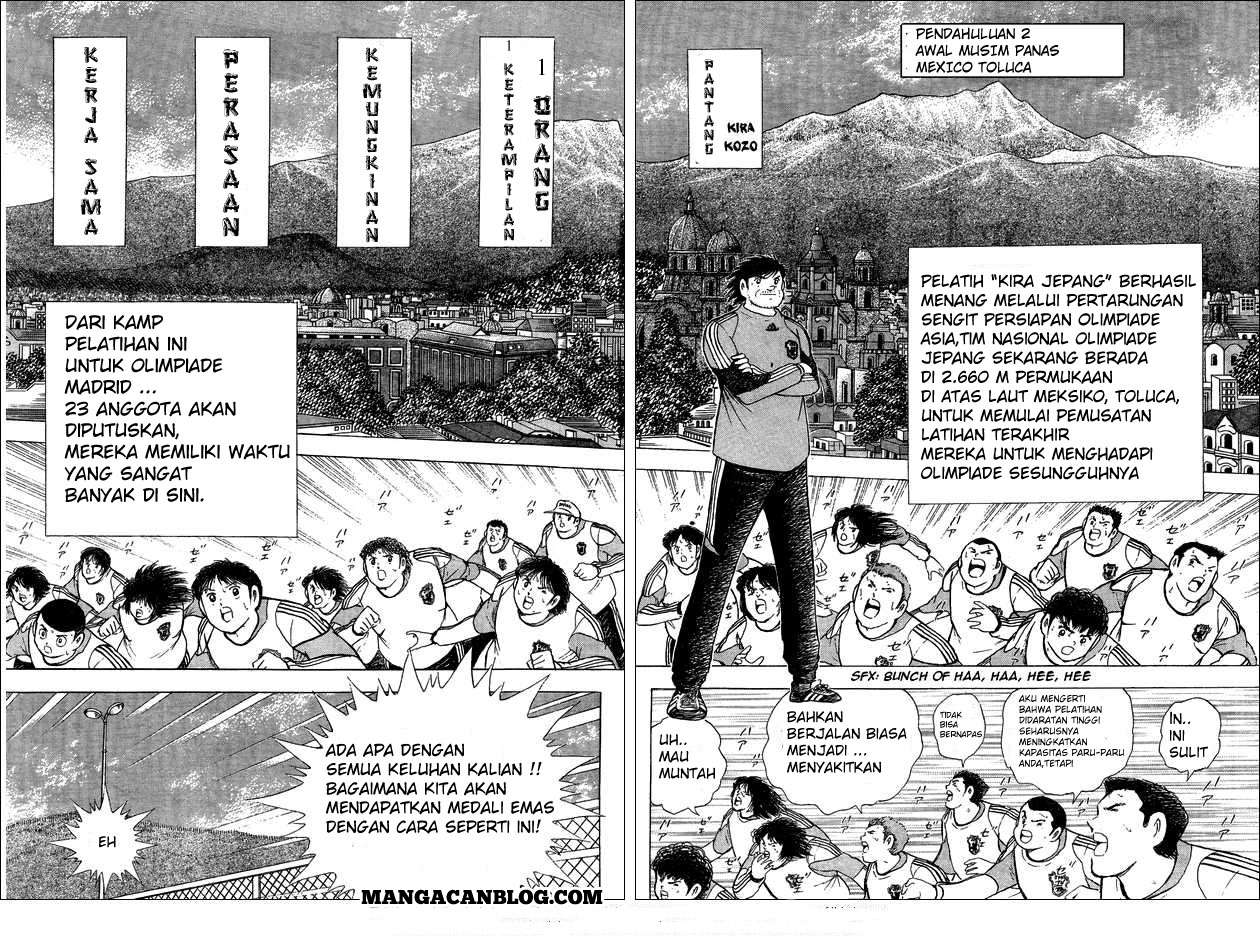 PENDAHULUAN 2
AWAL MUSIM PANAS
MEXICO TOLUCA
PANTANG
KIRA
KOZO
1 ORANG
1 KETERAMPILAN
KEMUNGKINAN
PERASAAN
KERJA SAMA
PELATIH “KIRA JEPANG” BERHASIL
MENANG MELALUI PERTARUNGAN
SENGIT PERSIAPAN OLIMPIADE
ASIA,TIM NASIONAL OLIMPIADE
JEPANG SEKARANG BERADA
DI 2.660 M PERMUKAAN
DI ATAS LAUT MEKSIKO, TOLUCA,
UNTUK MEMULAI PEMUSATAN
LATIHAN TERAKHIR
MEREKA UNTUK MENGHADAPI
OLIMPIADE SESUNGGUHNYA
DARI KAMP
PELATIHAN INI
UNTUK OLIMPIADE
MADRID ...
23 ANGGOTA AKAN
DIPUTUSKAN,
MEREKA MEMILIKI WAKTU
YANG SANGAT
BANYAK DI SINI.
SFX: BUNCH OF HAA, HAA, HEE, HEE
IN..
INI
SULIT
AKU MENGERTI
BAHWA PELATIHAN
DIDARATAN TINGGI
SEHARUSNYA
MENINGKATKAN
KAPASITAS PARU-PARU
ANDA,TETAPI
TIDAK
BISA
BERNAPAS
BAHKAN
BERJALAN BIASA
MENJADI ...
MENYAKITKAN
UH..
MAU
MUNTAH
ADA APA DENGAN
SEMUA KELUHAN KALIAN !!
BAGAIMANA KITA AKAN
MENDAPATKAN MEDALI EMAS
DENGAN CARA SEPERTI INI!
EH
MANGACANBLOG.COM